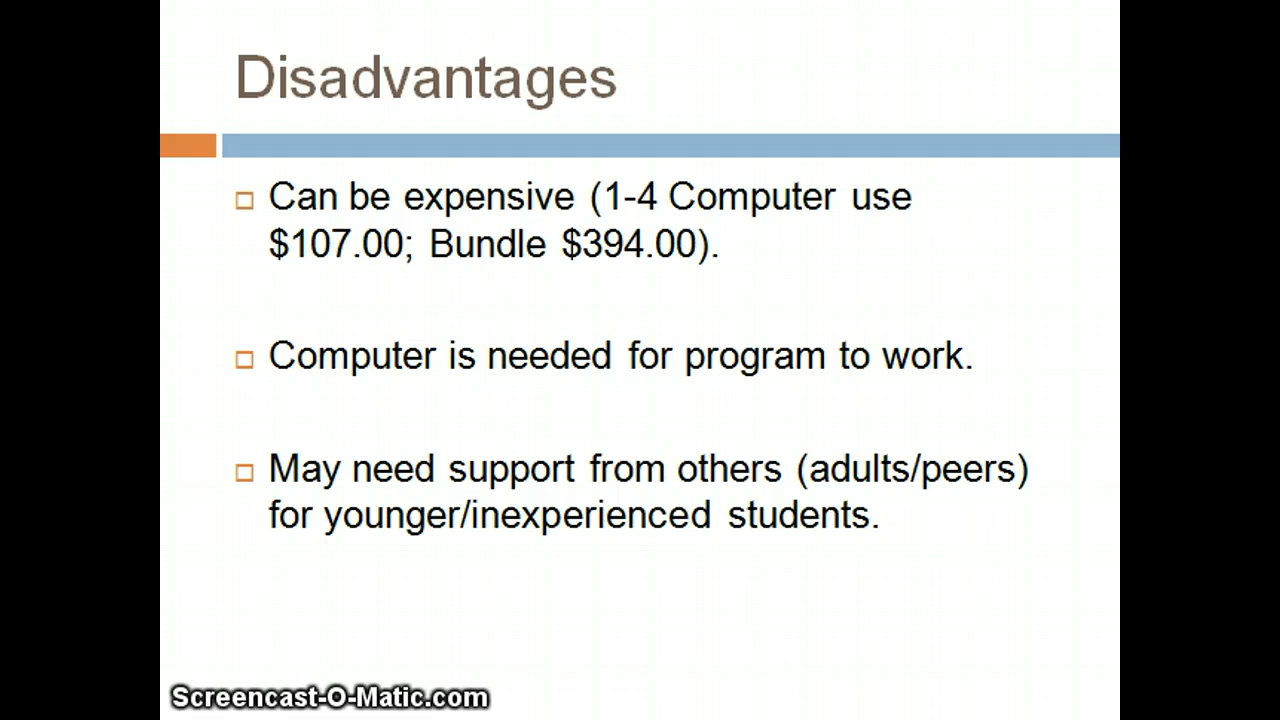 Disadvantages
Can be expensive (1-4 Computer use
$107.00; Bundle $394.00).
Computer is needed for program to work.
May need support from others (adults/peers)
for younger/inexperienced students.
Screencast-O-Matic.com